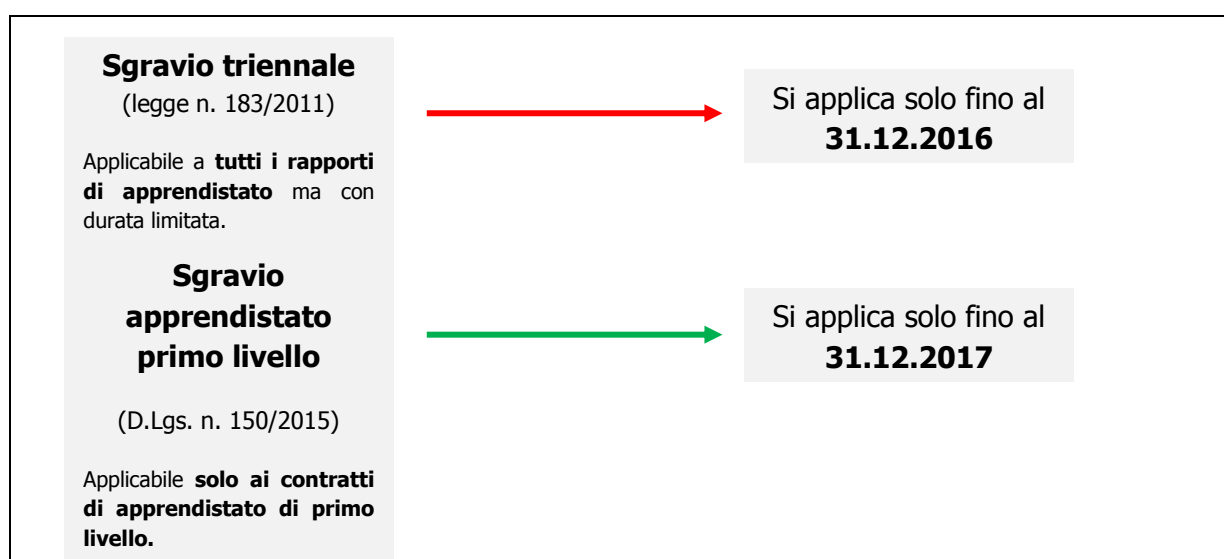 Sgravio triennale
(legge n. 183/2011)
Applicabile a tutti i rapporti
di apprendistato ma con
durata limitata.
Si applica solo fino al
31.12.2016
Sgravio
apprendistato
primo livello
(D.Lgs. n. 150/2015)
Applicabile solo ai contratti
di apprendistato di primo
livello.
Si applica solo fino al
31.12.2017